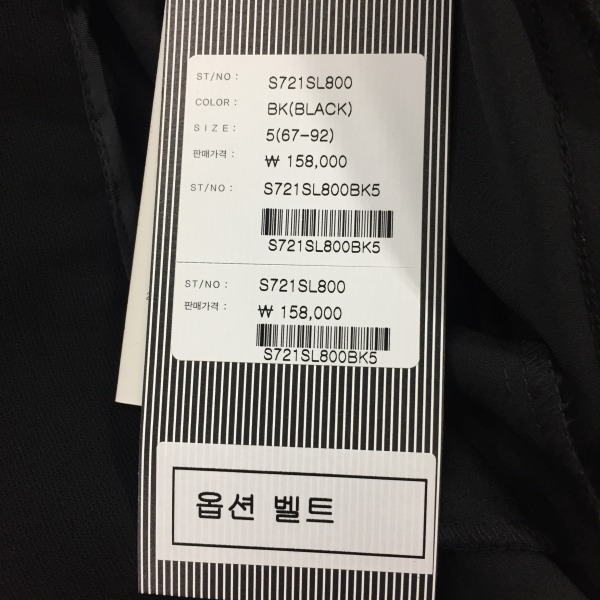 ST/NO : S721SL800
COLOR : BK(BLACK)
SIZE : 5(67-92)
판매가격 : ₩ 158,000
ST/NO : S721SL800BK5
S721SL800BK5
ST/NO : S721SL800
판매가격 : ₩ 158,000
S721SL800BK5
옵션 벨트